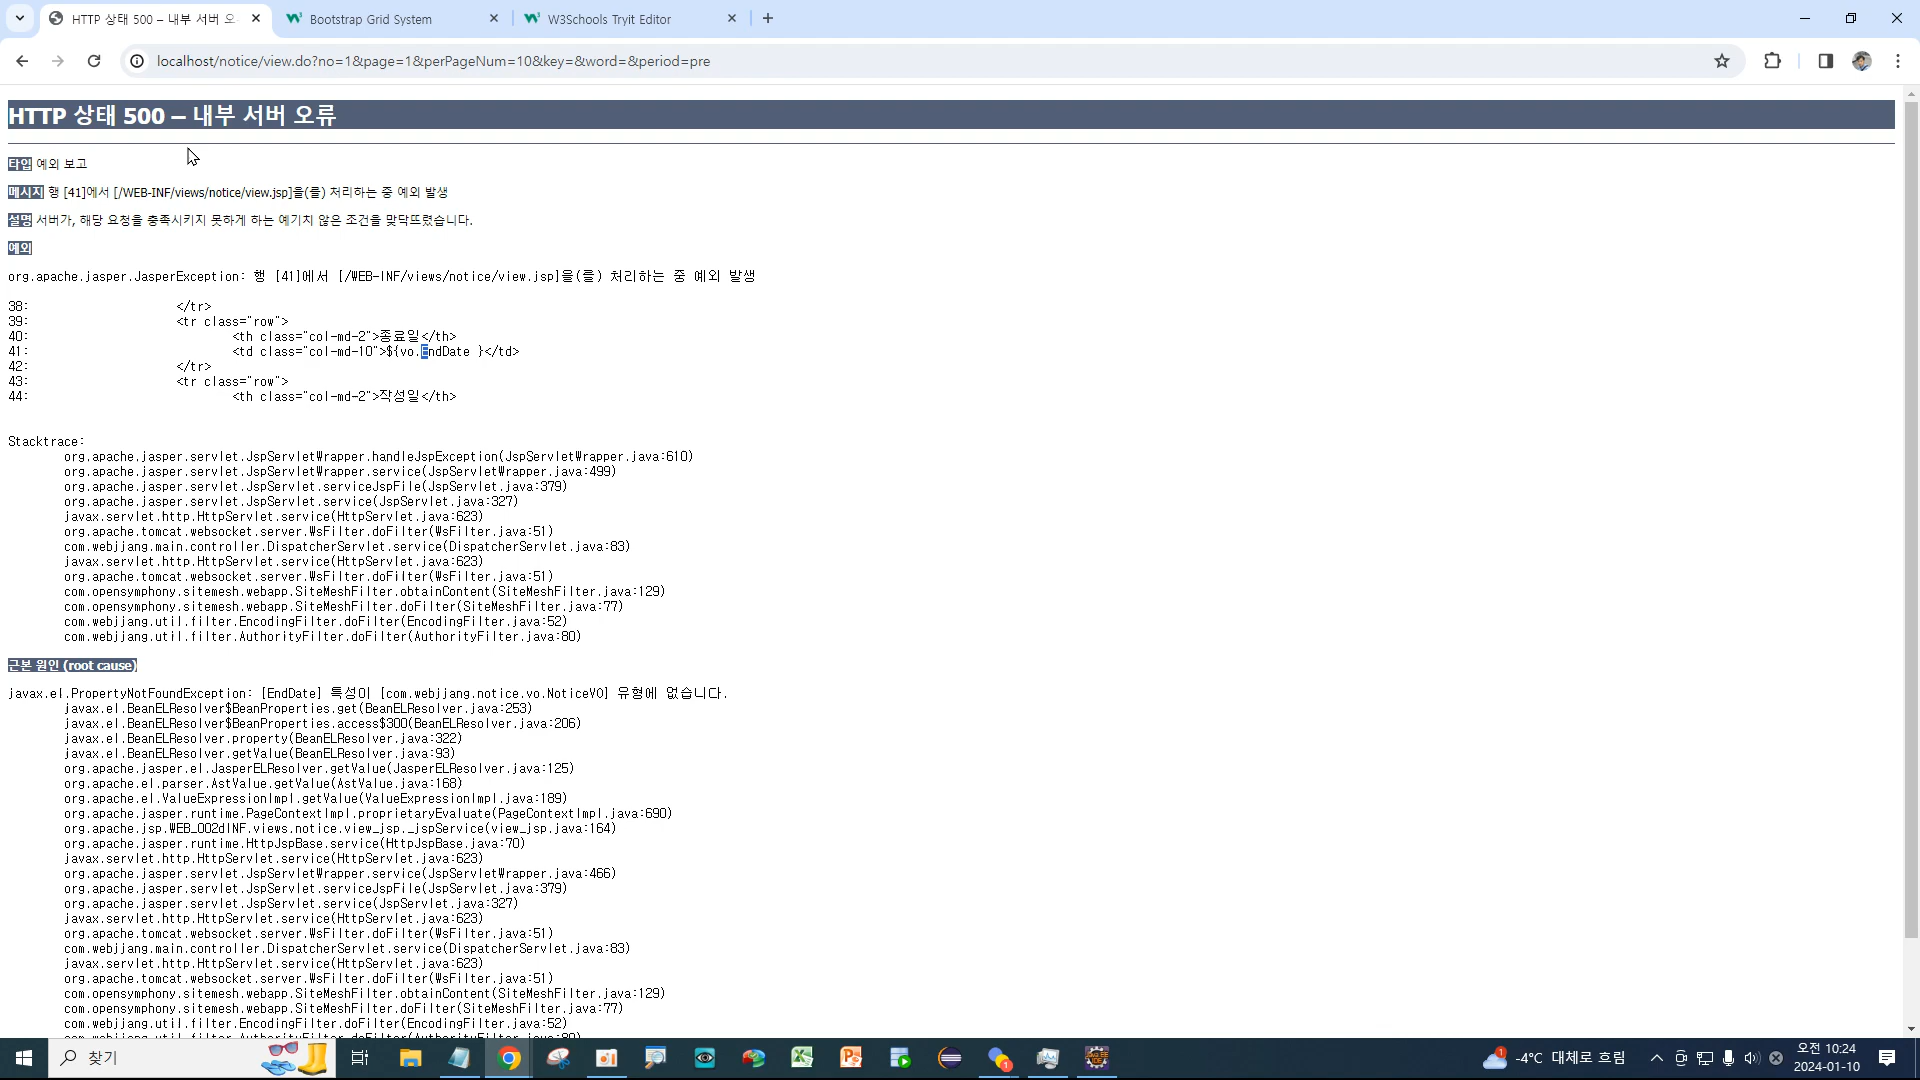 HTTP 상태 500 – 내부 서버 오
Bootstrap Grid System
W3Schools Tryit Editor
localhost/notice/view.do?no=1&page=1&perPageNum=10&key=&word=&period=pre
HTTP 상태 500 – 내부 서버 오류
타입 예외 보고
메시지 행 [41]에서 [/WEB-INF/views/notice/view.jsp]을(를) 처리하는 중 예외 발생
설명 서버가, 해당 요청을 충족시키지 못하게 하는 예기치 않은 조건을 맞닥뜨렸습니다.
예외
org.apache.jasper.JasperException: 행 [41]에서 [/WEB-INF/views/notice/view.jsp]을(를) 처리하는 중 예외 발생
38: </tr>
39: <tr class="row">
40: <th class="col-md-2">종료일</th>
41: <td class="col-md-10">${vo.EndDate }</td>
42: </tr>
43: <tr class="row">
44: <th class="col-md-2">작성일</th>
Stacktrace:
org.apache.jasper.servlet.JspServletWrapper.handleJspException(JspServletWrapper.java:610)
org.apache.jasper.servlet.JspServletWrapper.service(JspServletWrapper.java:499)
org.apache.jasper.servlet.JspServlet.serviceJspFile(JspServlet.java:379)
org.apache.jasper.servlet.JspServlet.service(JspServlet.java:327)
javax.servlet.http.HttpServlet.service(HttpServlet.java:623)
org.apache.tomcat.websocket.server.WsFilter.doFilter(WsFilter.java:51)
com.webjjang.main.controller.DispatcherServlet.service(DispatcherServlet.java:83)
javax.servlet.http.HttpServlet.service(HttpServlet.java:623)
org.apache.tomcat.websocket.server.WsFilter.doFilter(WsFilter.java:51)
com.opensymphony.sitemesh.webapp.SiteMeshFilter.obtainContent(SiteMeshFilter.java:129)
com.opensymphony.sitemesh.webapp.SiteMeshFilter.doFilter(SiteMeshFilter.java:77)
com.webjjang.util.filter.EncodingFilter.doFilter(EncodingFilter.java:52)
com.webjjang.util.filter.AuthorityFilter.doFilter(AuthorityFilter.java:80)
근본 원인 (root cause)
javax.el.PropertyNotFoundException: [EndDate] 특성이 [com.webjjang.notice.vo.NoticeVO] 유형에 없습니다.
javax.el.BeanELResolver$BeanProperties.get(BeanELResolver.java:253)
javax.el.BeanELResolver$BeanProperties.access$300(BeanELResolver.java:206)
javax.el.BeanELResolver.property(BeanELResolver.java:322)
javax.el.BeanELResolver.getValue(BeanELResolver.java:93)
org.apache.jasper.el.JasperELResolver.getValue(JasperELResolver.java:125)
org.apache.el.parser.AstValue.getValue(AstValue.java:168)
org.apache.el.ValueExpressionImpl.getValue(ValueExpressionImpl.java:189)
org.apache.jasper.runtime.PageContextImpl.proprietaryEvaluate(PageContextImpl.java:690)
org.apache.jsp.WEB_002dINF.views.notice.view_jsp._jspService(view_jsp.java:164)
org.apache.jasper.runtime.HttpJspBase.service(HttpJspBase.java:70)
javax.servlet.http.HttpServlet.service(HttpServlet.java:623)
org.apache.jasper.servlet.JspServletWrapper.service(JspServletWrapper.java:466)
org.apache.jasper.servlet.JspServlet.serviceJspFile(JspServlet.java:379)
org.apache.jasper.servlet.JspServlet.service(JspServlet.java:327)
javax.servlet.http.HttpServlet.service(HttpServlet.java:623)
org.apache.tomcat.websocket.server.WsFilter.doFilter(WsFilter.java:51)
com.webjjang.main.controller.DispatcherServlet.service(DispatcherServlet.java:83)
javax.servlet.http.HttpServlet.service(HttpServlet.java:623)
org.apache.tomcat.websocket.server.WsFilter.doFilter(WsFilter.java:51)
com.opensymphony.sitemesh.webapp.SiteMeshFilter.obtainContent(SiteMeshFilter.java:129)
com.opensymphony.sitemesh.webapp.SiteMeshFilter.doFilter(SiteMeshFilter.java:77)
com.webjjang.util.filter.EncodingFilter.doFilter(EncodingFilter.java:52)
찾기
-4°C 대체로 흐림
오전 10:24
2024-01-10